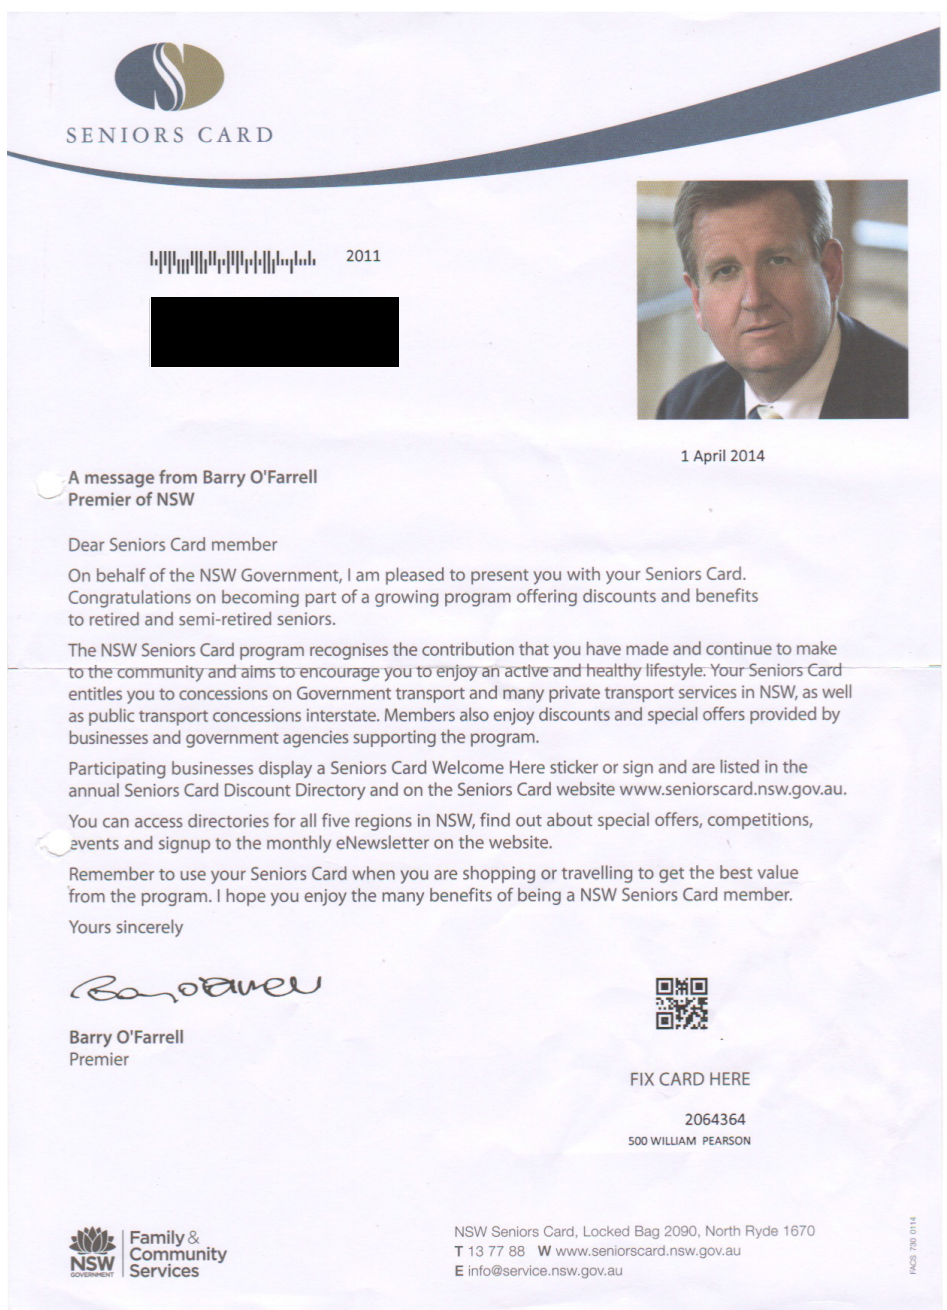 SENIORS CARD
2011
1 April 2014
A message from Barry O'Farrell
Premier of NSW
Dear Seniors Card member
On behalf of the NSW Government, I am pleased to present you with your Seniors Card.
Congratulations on becoming part of a growing program offering discounts and benefits
to retired and semi-retired seniors.
The NSW Seniors Card program recognises the contribution that you have made and continue to make
to the community and aims to encourage you to enjoy an active and healthy lifestyle. Your Seniors Card
entitles you to concessions on Government transport and many private transport services in NSW, as well
as public transport concessions interstate. Members also enjoy discounts and special offers provided by
businesses and government agencies supporting the program.
Participating businesses display a Seniors Card Welcome Here sticker or sign and are listed in the
annual Seniors Card Discount Directory and on the Seniors Card website www.seniorscard.nsw.gov.au.
You can access directories for all five regions in NSW, find out about special offers, competitions,
events and signup to the monthly eNewsletter on the website.
Remember to use your Seniors Card when you are shopping or travelling to get the best value
from the program. I hope you enjoy the many benefits of being a NSW Seniors Card member.
Yours sincerely
Barry O'Farrell
Barry O'Farrell
Premier
FIX CARD HERE
2064364
500 WILLIAM PEARSON
NSW
GOVERNMENT
Family &
Community
Services
NSW Seniors Card, Locked Bag 2090, North Ryde 1670
T 13 77 88 W www.seniorscard.nsw.gov.au
E info@service.nsw.gov.au
FACS 730 0114